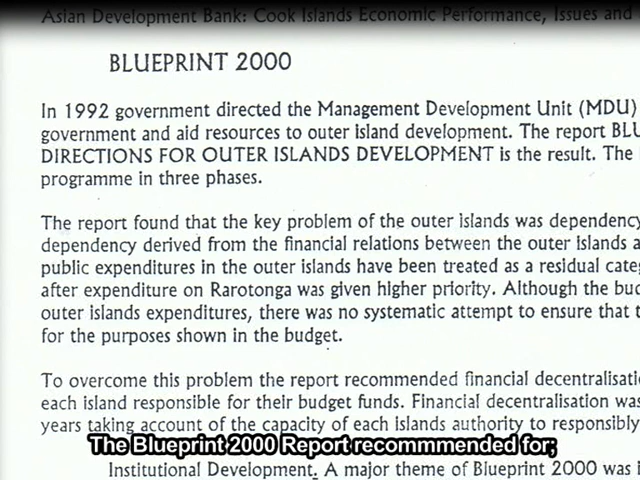 Asian Development Bank: Cook Islands Economic Performance, Issues and
BLUEPRINT 2000
In 1992 government directed the Management Development Unit (MDU)
government and aid resources to outer island development. The report BLU
DIRECTIONS FOR OUTER ISLANDS DEVELOPMENT is the result. The
programme in three phases.
The report found that the key problem of the outer islands was dependency
dependency derived from the financial relations between the outer Islands a
public expenditures in the outer islands have been treated as a residual cate
after expenditure on Rarotonga was given higher priority. Although the bud
outer islands expenditures, there was no systematic attempt to ensure that t
for the purposes shown in the budget.
To overcome this problem the report recommended financial decentralisati
each island responsible for their budget funds. Financial decentralisation was
years taking account of the capacity of each islands authority to responsibly
The Blueprint 2000 Report recommmended for;
Institutional Development. A major theme of Blueprint 2000 was i